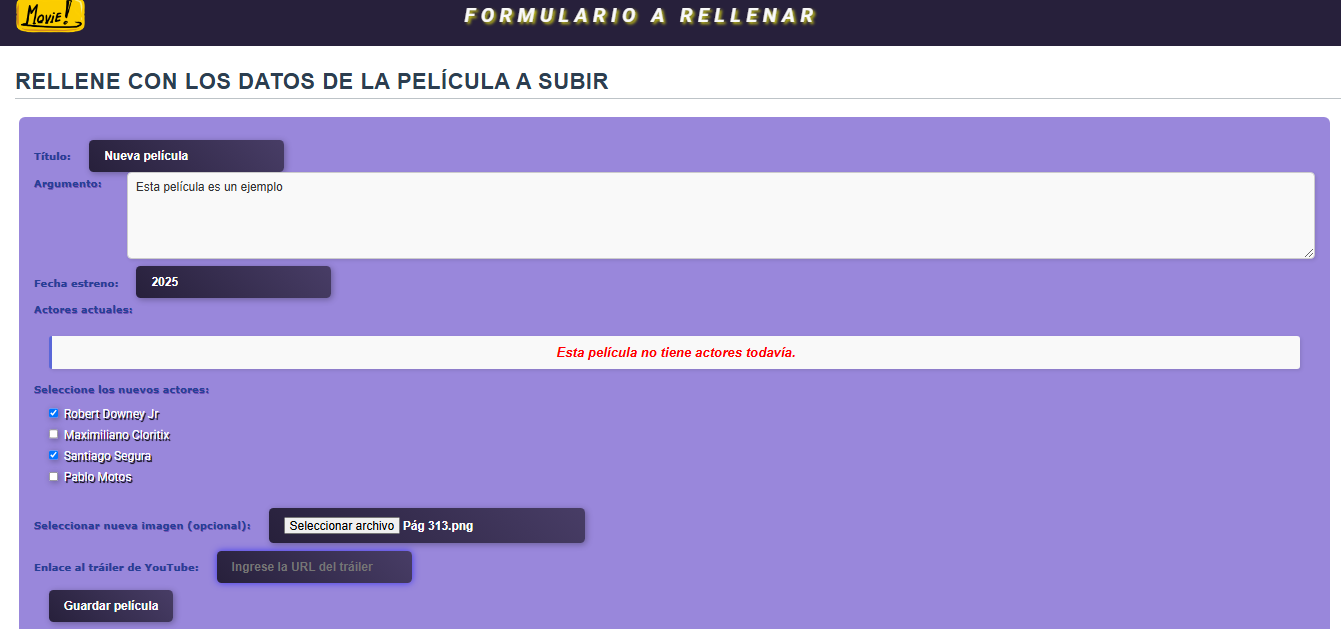 Movie!
FORMULARIO A RELLENAR
RELLENE CON LOS DATOS DE LA PELÍCULA A SUBIR
Título: Nueva película
Argumento: Esta película es un ejemplo
Fecha estreno: 2025
Actores actuales:
Esta película no tiene actores todavía.
Seleccione los nuevos actores:
Robert Downey Jr
Maximiliano Cloritix
Santiago Segura
Pablo Motos
Seleccionar nueva imagen (opcional): Seleccionar archivo Pág 313.png
Enlace al tráiler de YouTube: Ingrese la URL del tráiler
Guardar película